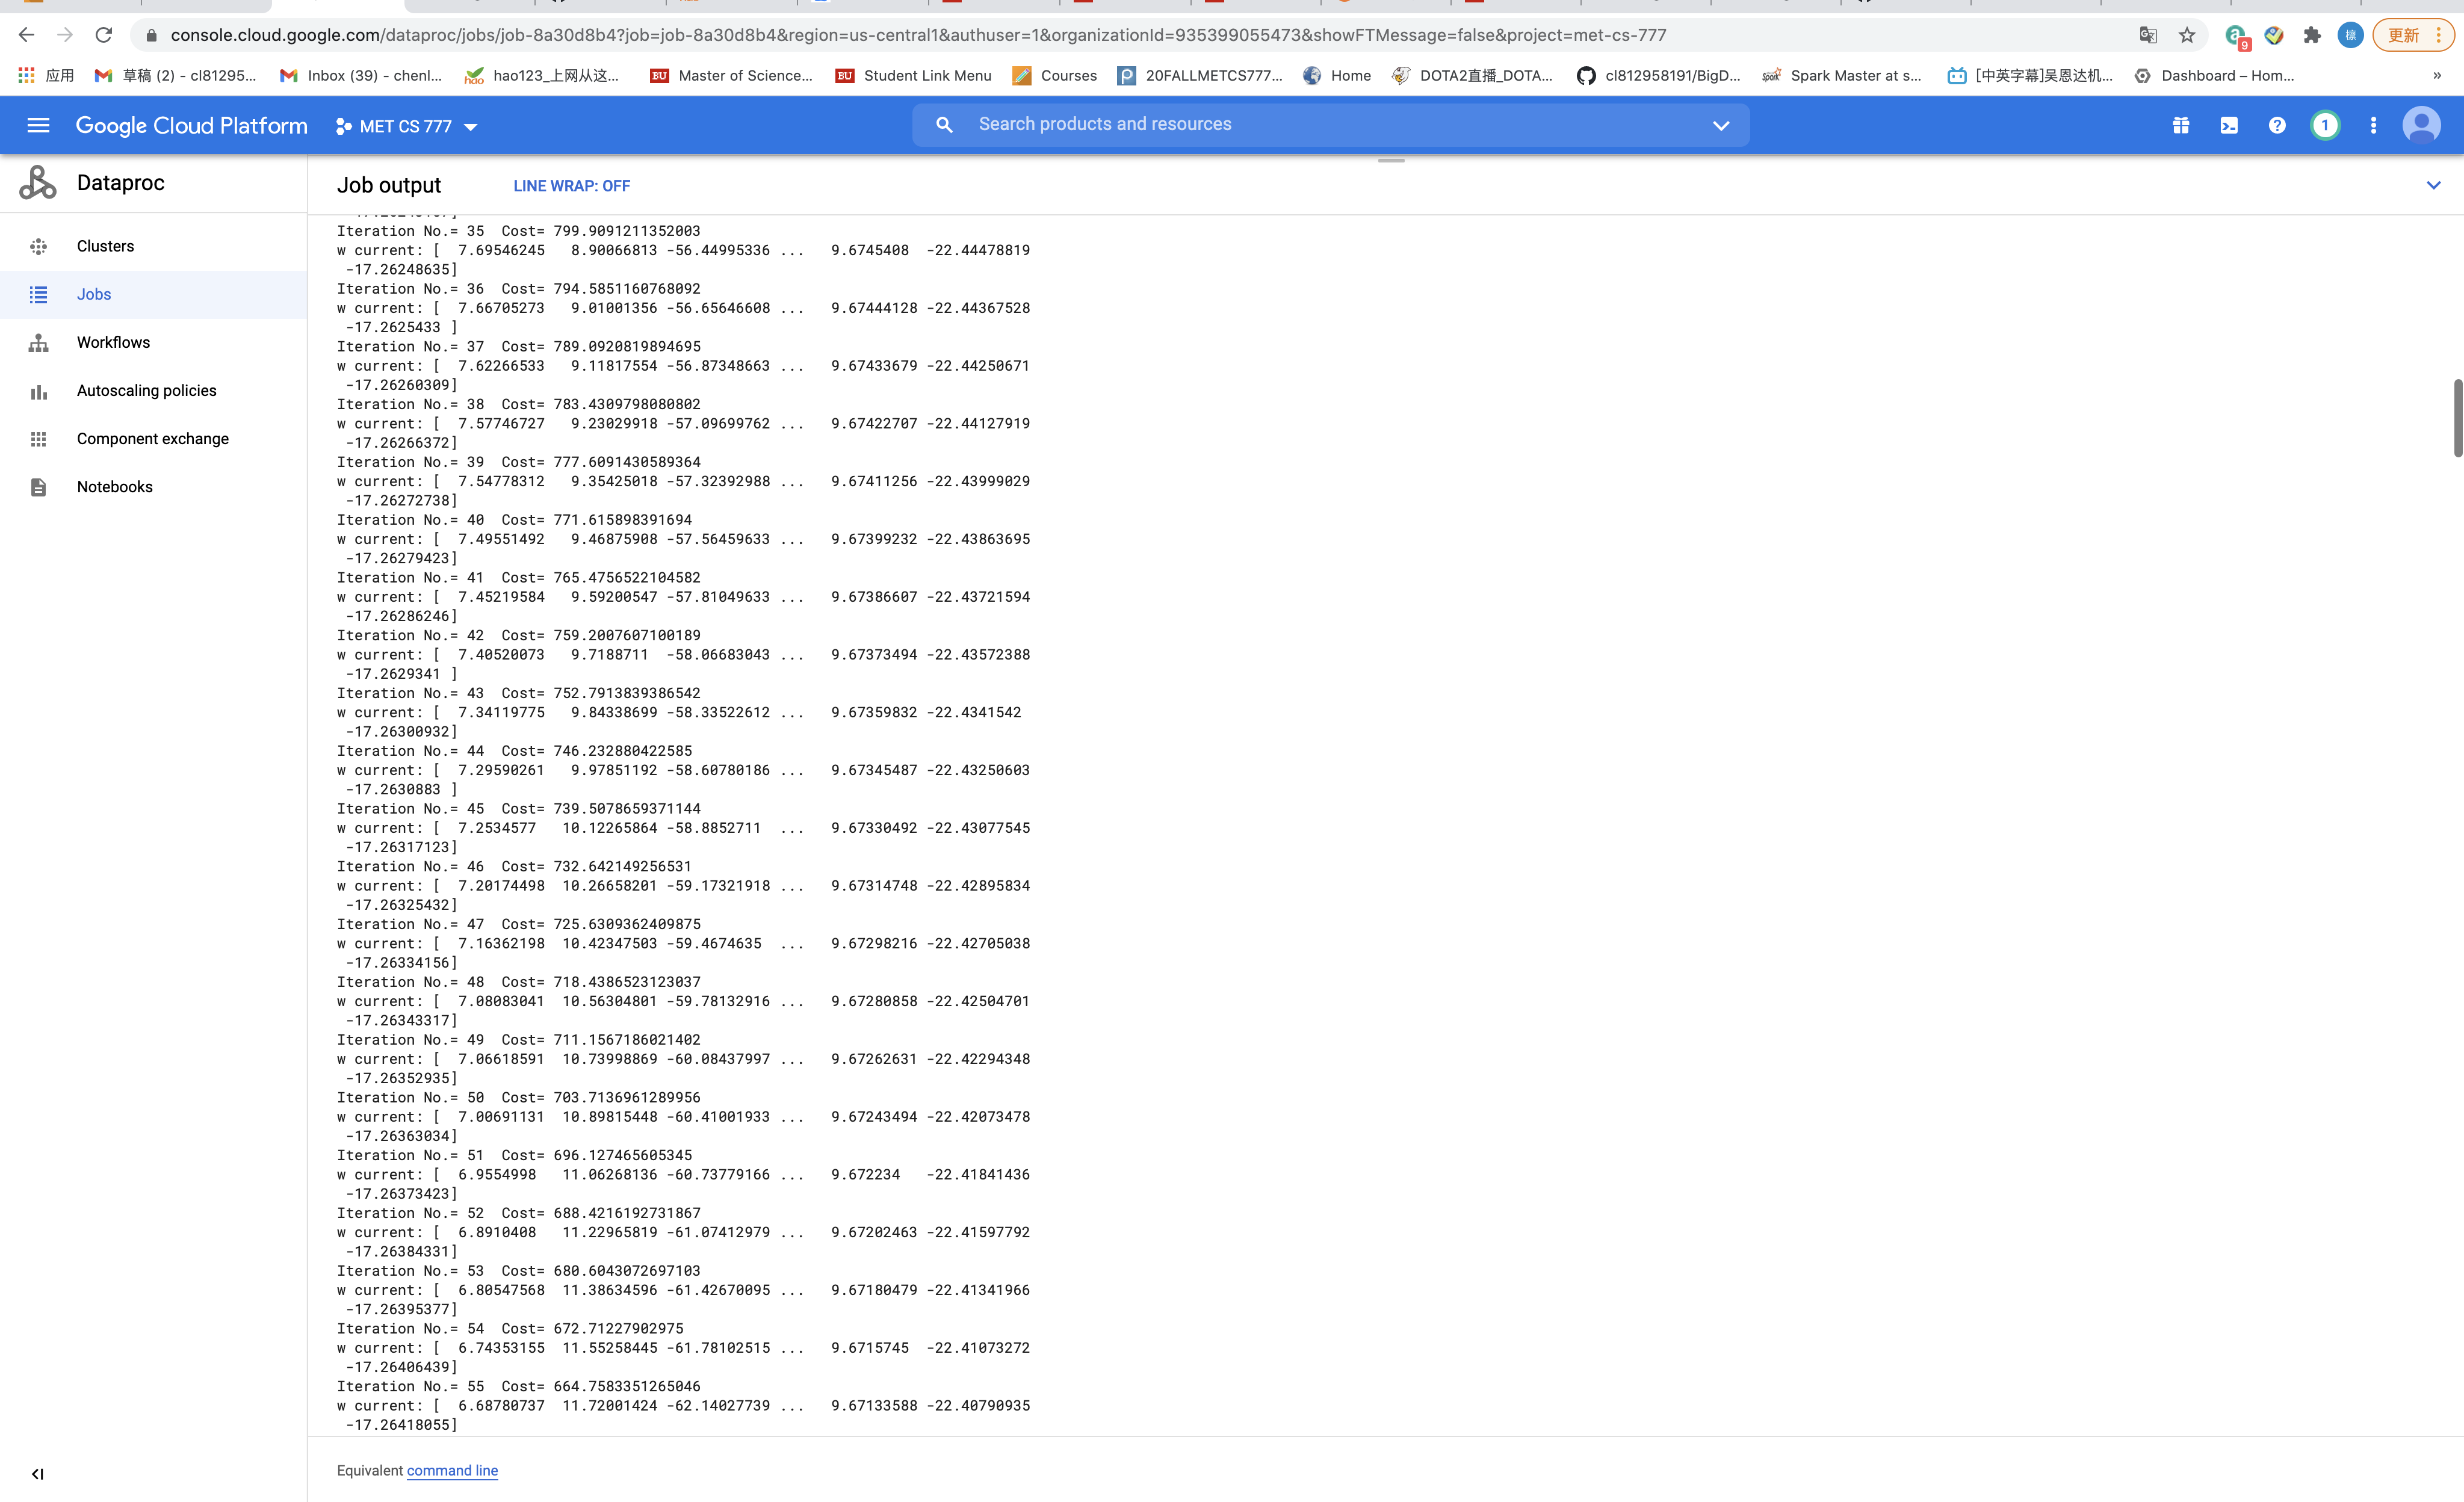 console.cloud.google.com/dataproc/jobs/job-8a30d8b4?job=job-8a30d8b4&region=us-central1&authuser=1&organizationId=935399055473&showFTMessage=false&project=met-cs-777
9
檩
更新
应用
草稿 (2) - cl81295...
Inbox (39) - chenl...
hao
hao123_上网从这...
BU
Master of Science...
BU
Student Link Menu
Courses
20FALLMETCS777...
Home
DOTA2直播_DOTA...
cl812958191/BigD...
Spark Master at s...
[中英字幕]吴恩达机...
Dashboard – Hom...
»
Google Cloud Platform
MET CS 777
Search products and resources
1
Dataproc
Job output
LINE WRAP: OFF
Clusters
Jobs
Workflows
Autoscaling policies
Component exchange
Notebooks
Iteration No.= 35  Cost= 799.9091211352003
w current: [  7.69546245   8.90066813 -56.44995336 ...   9.6745408  -22.44478819
 -17.26248635]
Iteration No.= 36  Cost= 794.5851160768092
w current: [  7.66705273   9.01001356 -56.65646608 ...   9.67444128 -22.44367528
 -17.2625433 ]
Iteration No.= 37  Cost= 789.0920819894695
w current: [  7.62266533   9.11817554 -56.87348663 ...   9.67433679 -22.44250671
 -17.26260309]
Iteration No.= 38  Cost= 783.4309798080802
w current: [  7.57746727   9.23029918 -57.09699762 ...   9.67422707 -22.44127919
 -17.26266372]
Iteration No.= 39  Cost= 777.6091430589364
w current: [  7.54778312   9.35425018 -57.32392988 ...   9.67411256 -22.43999029
 -17.26272738]
Iteration No.= 40  Cost= 771.615898391694
w current: [  7.49551492   9.46875908 -57.56459633 ...   9.67399232 -22.43863695
 -17.26279423]
Iteration No.= 41  Cost= 765.4756522104582
w current: [  7.45219584   9.59200547 -57.81049633 ...   9.67386607 -22.43721594
 -17.26286246]
Iteration No.= 42  Cost= 759.2007607100189
w current: [  7.40520073   9.7188711  -58.06683043 ...   9.67373494 -22.43572388
 -17.2629341 ]
Iteration No.= 43  Cost= 752.7913839386542
w current: [  7.34119775   9.84338699 -58.33522612 ...   9.67359832 -22.4341542
 -17.26300932]
Iteration No.= 44  Cost= 746.232880422585
w current: [  7.29590261   9.97851192 -58.60780186 ...   9.67345487 -22.43250603
 -17.2630883 ]
Iteration No.= 45  Cost= 739.5078659371144
w current: [  7.2534577   10.12265864 -58.8852711  ...   9.67330492 -22.43077545
 -17.26317123]
Iteration No.= 46  Cost= 732.642149256531
w current: [  7.20174498  10.26658201 -59.17321918 ...   9.67314748 -22.42895834
 -17.26325432]
Iteration No.= 47  Cost= 725.6309362409875
w current: [  7.16362198  10.42347503 -59.4674635  ...   9.67298216 -22.42705038
 -17.26334156]
Iteration No.= 48  Cost= 718.4386523123037
w current: [  7.08083041  10.56304801 -59.78132916 ...   9.67280858 -22.42504701
 -17.26343317]
Iteration No.= 49  Cost= 711.1567186021402
w current: [  7.06618591  10.73998869 -60.08437997 ...   9.67262631 -22.42294348
 -17.26352935]
Iteration No.= 50  Cost= 703.7136961289956
w current: [  7.00691131  10.89815448 -60.41001933 ...   9.67243494 -22.42073478
 -17.26363034]
Iteration No.= 51  Cost= 696.127465605345
w current: [  6.9554998   11.06268136 -60.73779166 ...   9.672234   -22.41841436
 -17.26373423]
Iteration No.= 52  Cost= 688.4216192731867
w current: [  6.8910408   11.22965819 -61.07412979 ...   9.67202463 -22.41597792
 -17.26384331]
Iteration No.= 53  Cost= 680.6043072697103
w current: [  6.80547568  11.38634596 -61.42670095 ...   9.67180479 -22.41341966
 -17.26395377]
Iteration No.= 54  Cost= 672.71227902975
w current: [  6.74353155  11.55258445 -61.78102515 ...   9.6715745  -22.41073272
 -17.26406439]
Iteration No.= 55  Cost= 664.7583351265046
w current: [  6.68780737  11.72001424 -62.14027739 ...   9.67133588 -22.40790935
 -17.26418055]
Equivalent command line